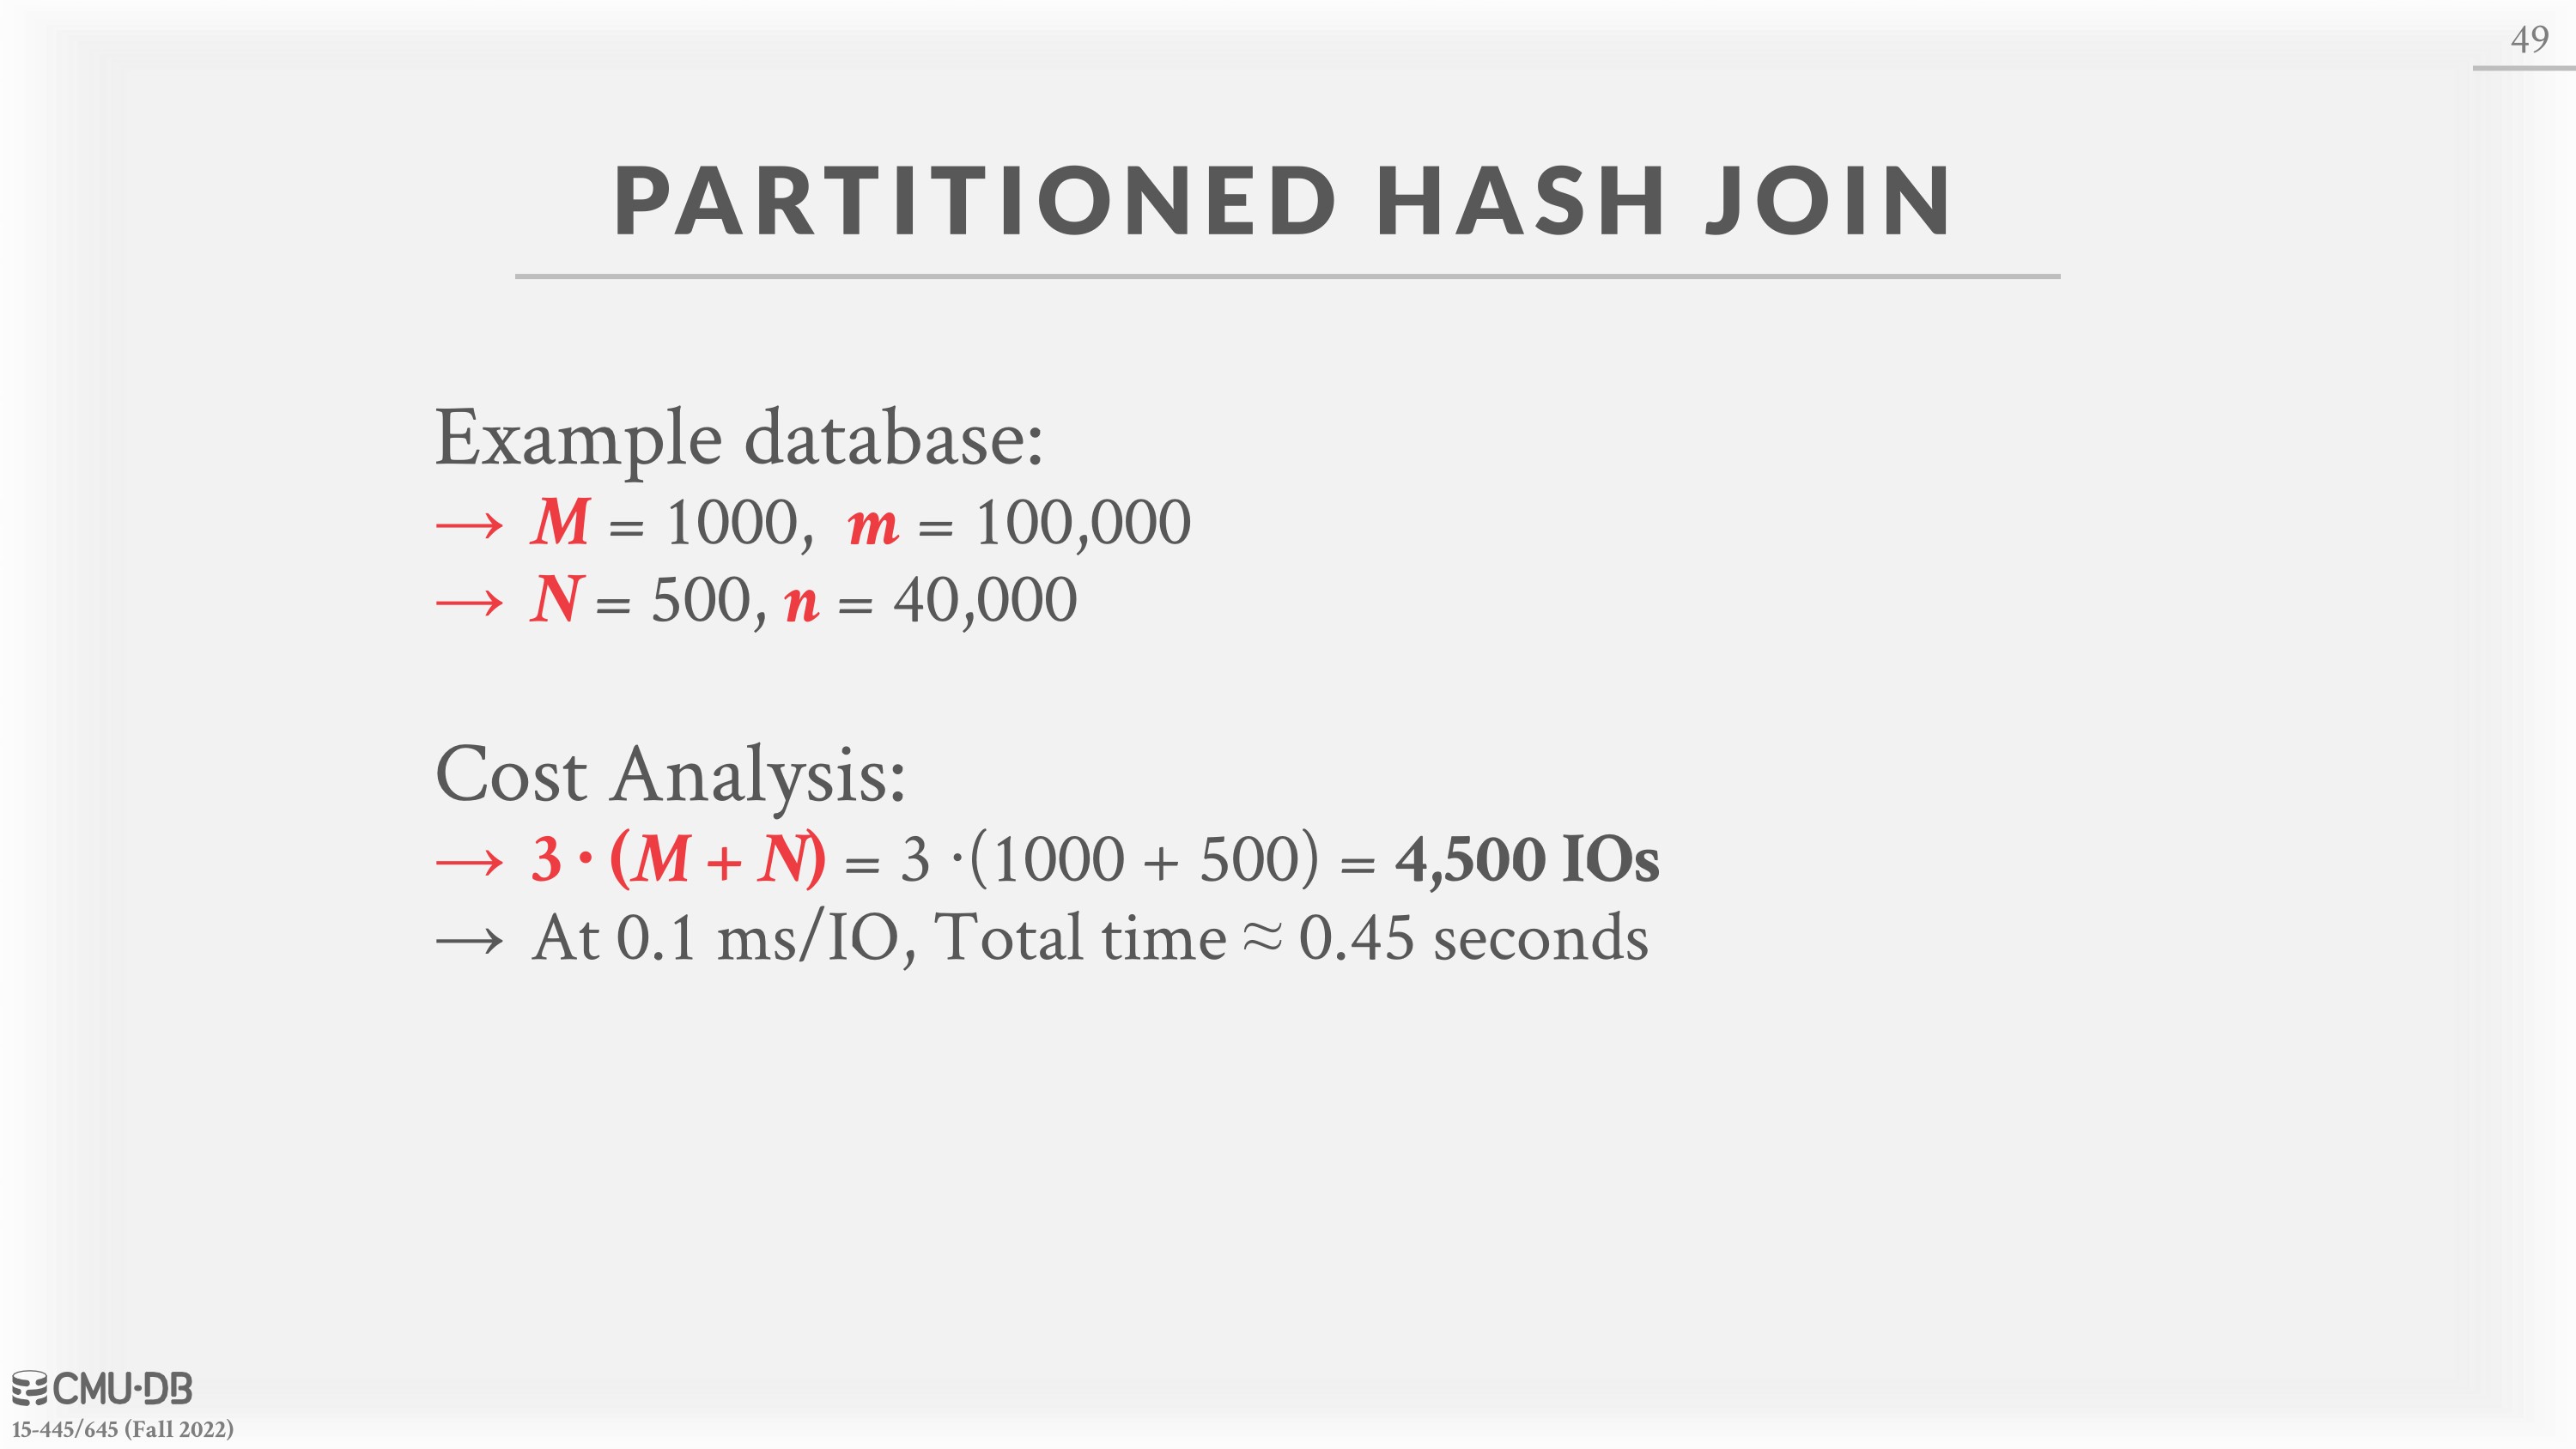 49
PARTITIONED HASH JOIN
Example database:
→ M = 1000, m = 100,000
→ N = 500, n = 40,000
Cost Analysis:
→ 3 · (M + N) = 3 ·(1000 + 500) = 4,500 IOs
→ At 0.1 ms/IO, Total time ≈ 0.45 seconds
CMU·DB
15-445/645 (Fall 2022)